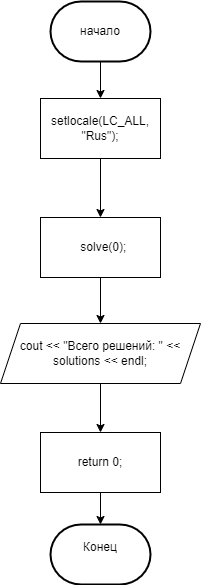 начало
setlocale(LC_ALL,
"Rus");
solve(0);
cout << "Всего решений: " <<
solutions << endl;
return 0;
Конец